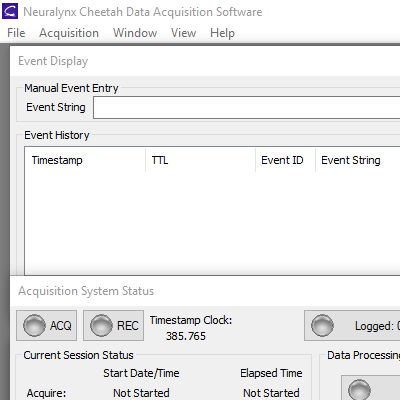 Neuralynx Cheetah Data Acquisition Software
File Acquisition Window View Help
Event Display
Manual Event Entry
Event String
Event History
Timestamp TTL Event ID Event String
Acquisition System Status
ACQ REC Timestamp Clock: Logged:
385.765
Current Session Status Data Processing
Start Date/Time Elapsed Time
Acquire: Not Started Not Started